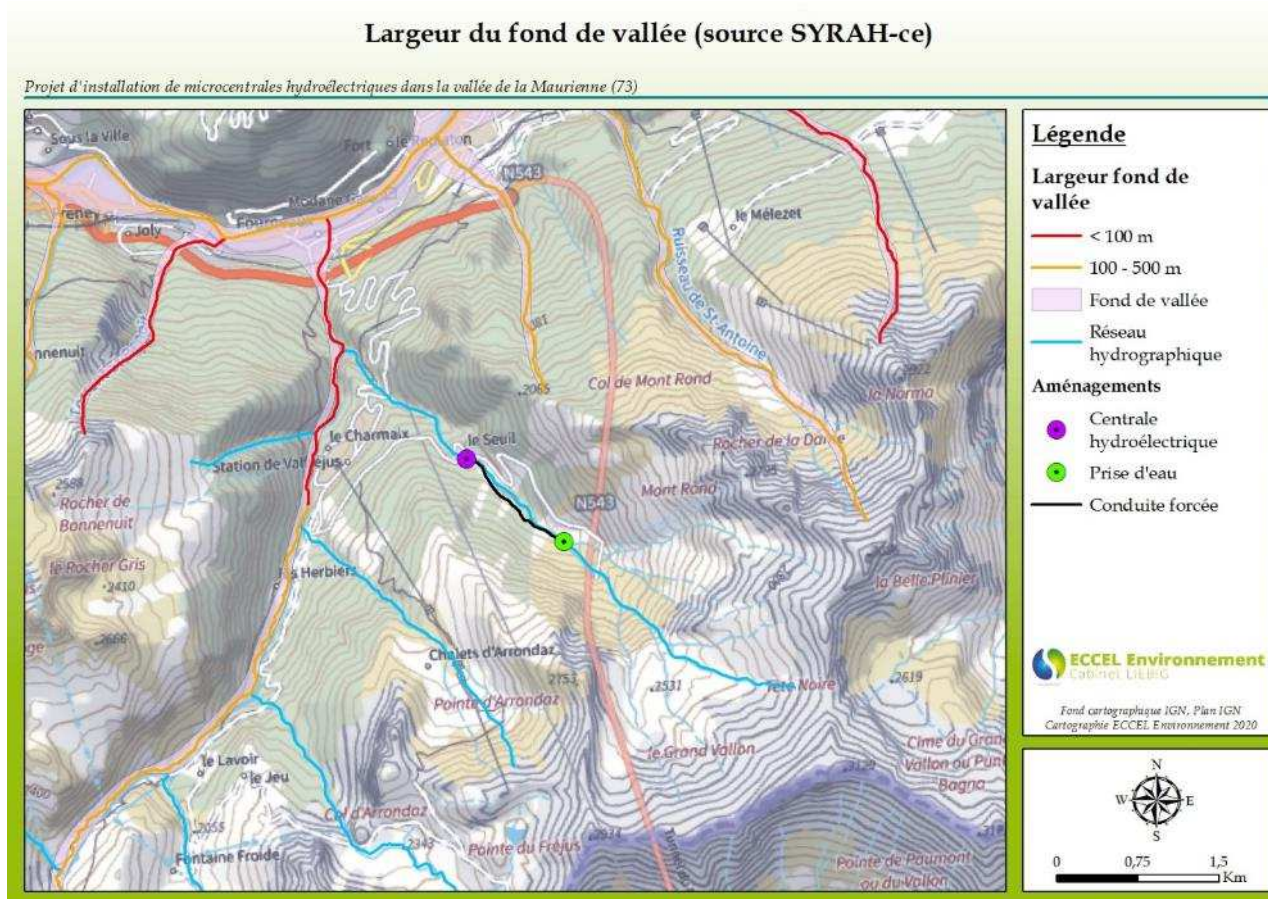 Largeur du fond de vallée (source SYRAH-ce)
Projet d'installation de microcentrales hydroélectriques dans la vallée de la Maurienne (73)
Sous la Ville
Fort
N543
Modane
Joly
le Mélezet
Ruisseau de St-Antoine
2065
Col de Mont Rond
la Norma
le Charmaix
le Seuil
Rocher de la Dame
Station de Valfréjus
2588
Rocher de
Bonnenuit
N543
Mont Rond
le Rocher Gris
2410
la Belle Plinier
2666
Chalets d'Arrondaz
2753
2531
Tête Noire
2619
Pointe d'Arrondaz
le Grand Vallon
Cime du Grand
Vallon ou Punta
Bagna
le Lavoir
le Jeu
Col d'Arrondaz
2055
2343
2934
Fontaine Froide
Pointe du Fréjus
Pointe de Paumont
ou du Vallon
Légende
Largeur fond de
vallée
< 100 m
100 - 500 m
Fond de vallée
Réseau
hydrographique
Aménagements
Centrale
hydroélectrique
Prise d'eau
Conduite forcée
ECCEL Environnement
Cabinet LIEBIG
Fond cartographique IGN, Plan IGN
Cartographie ECCEL Environnement 2020
N
W E
S
0 0,75 1,5
Km